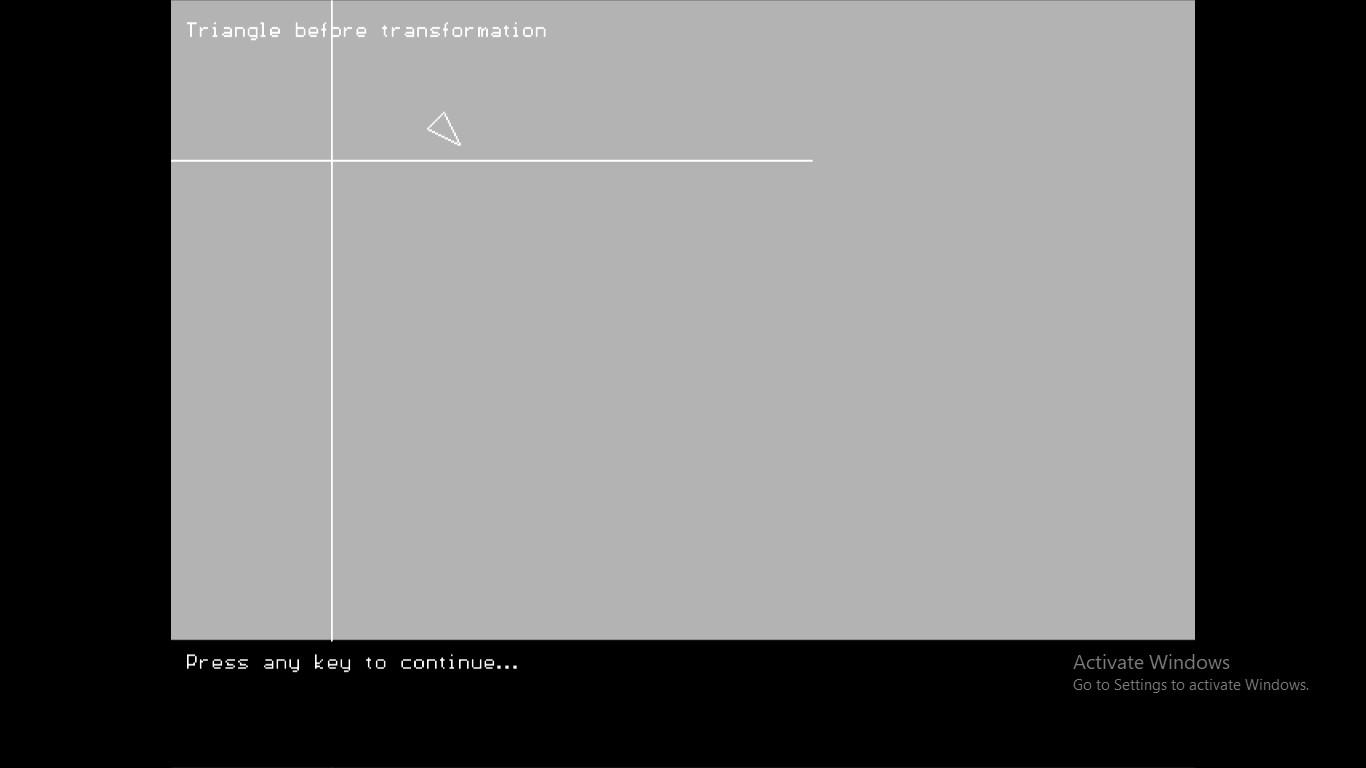 Triangle before transformation
Press any key to continue...
Activate Windows
Go to Settings to activate Windows.